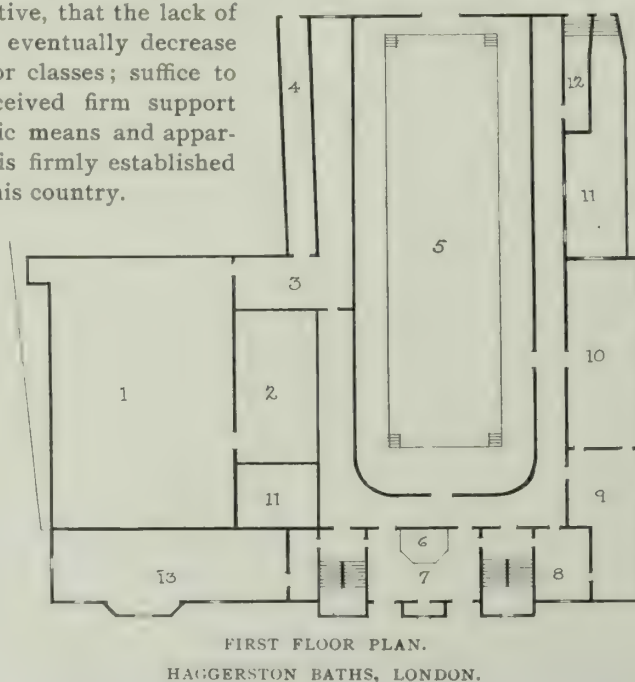 tive, that the lack of
eventually decrease
or classes; suffice to
ceived firm support
ic means and appar-
is firmly established
his country.
4
12
11
5
3
10
1
2
9
11
6
13
7
8
FIRST FLOOR PLAN.
HAGGERSTON BATHS, LONDON.